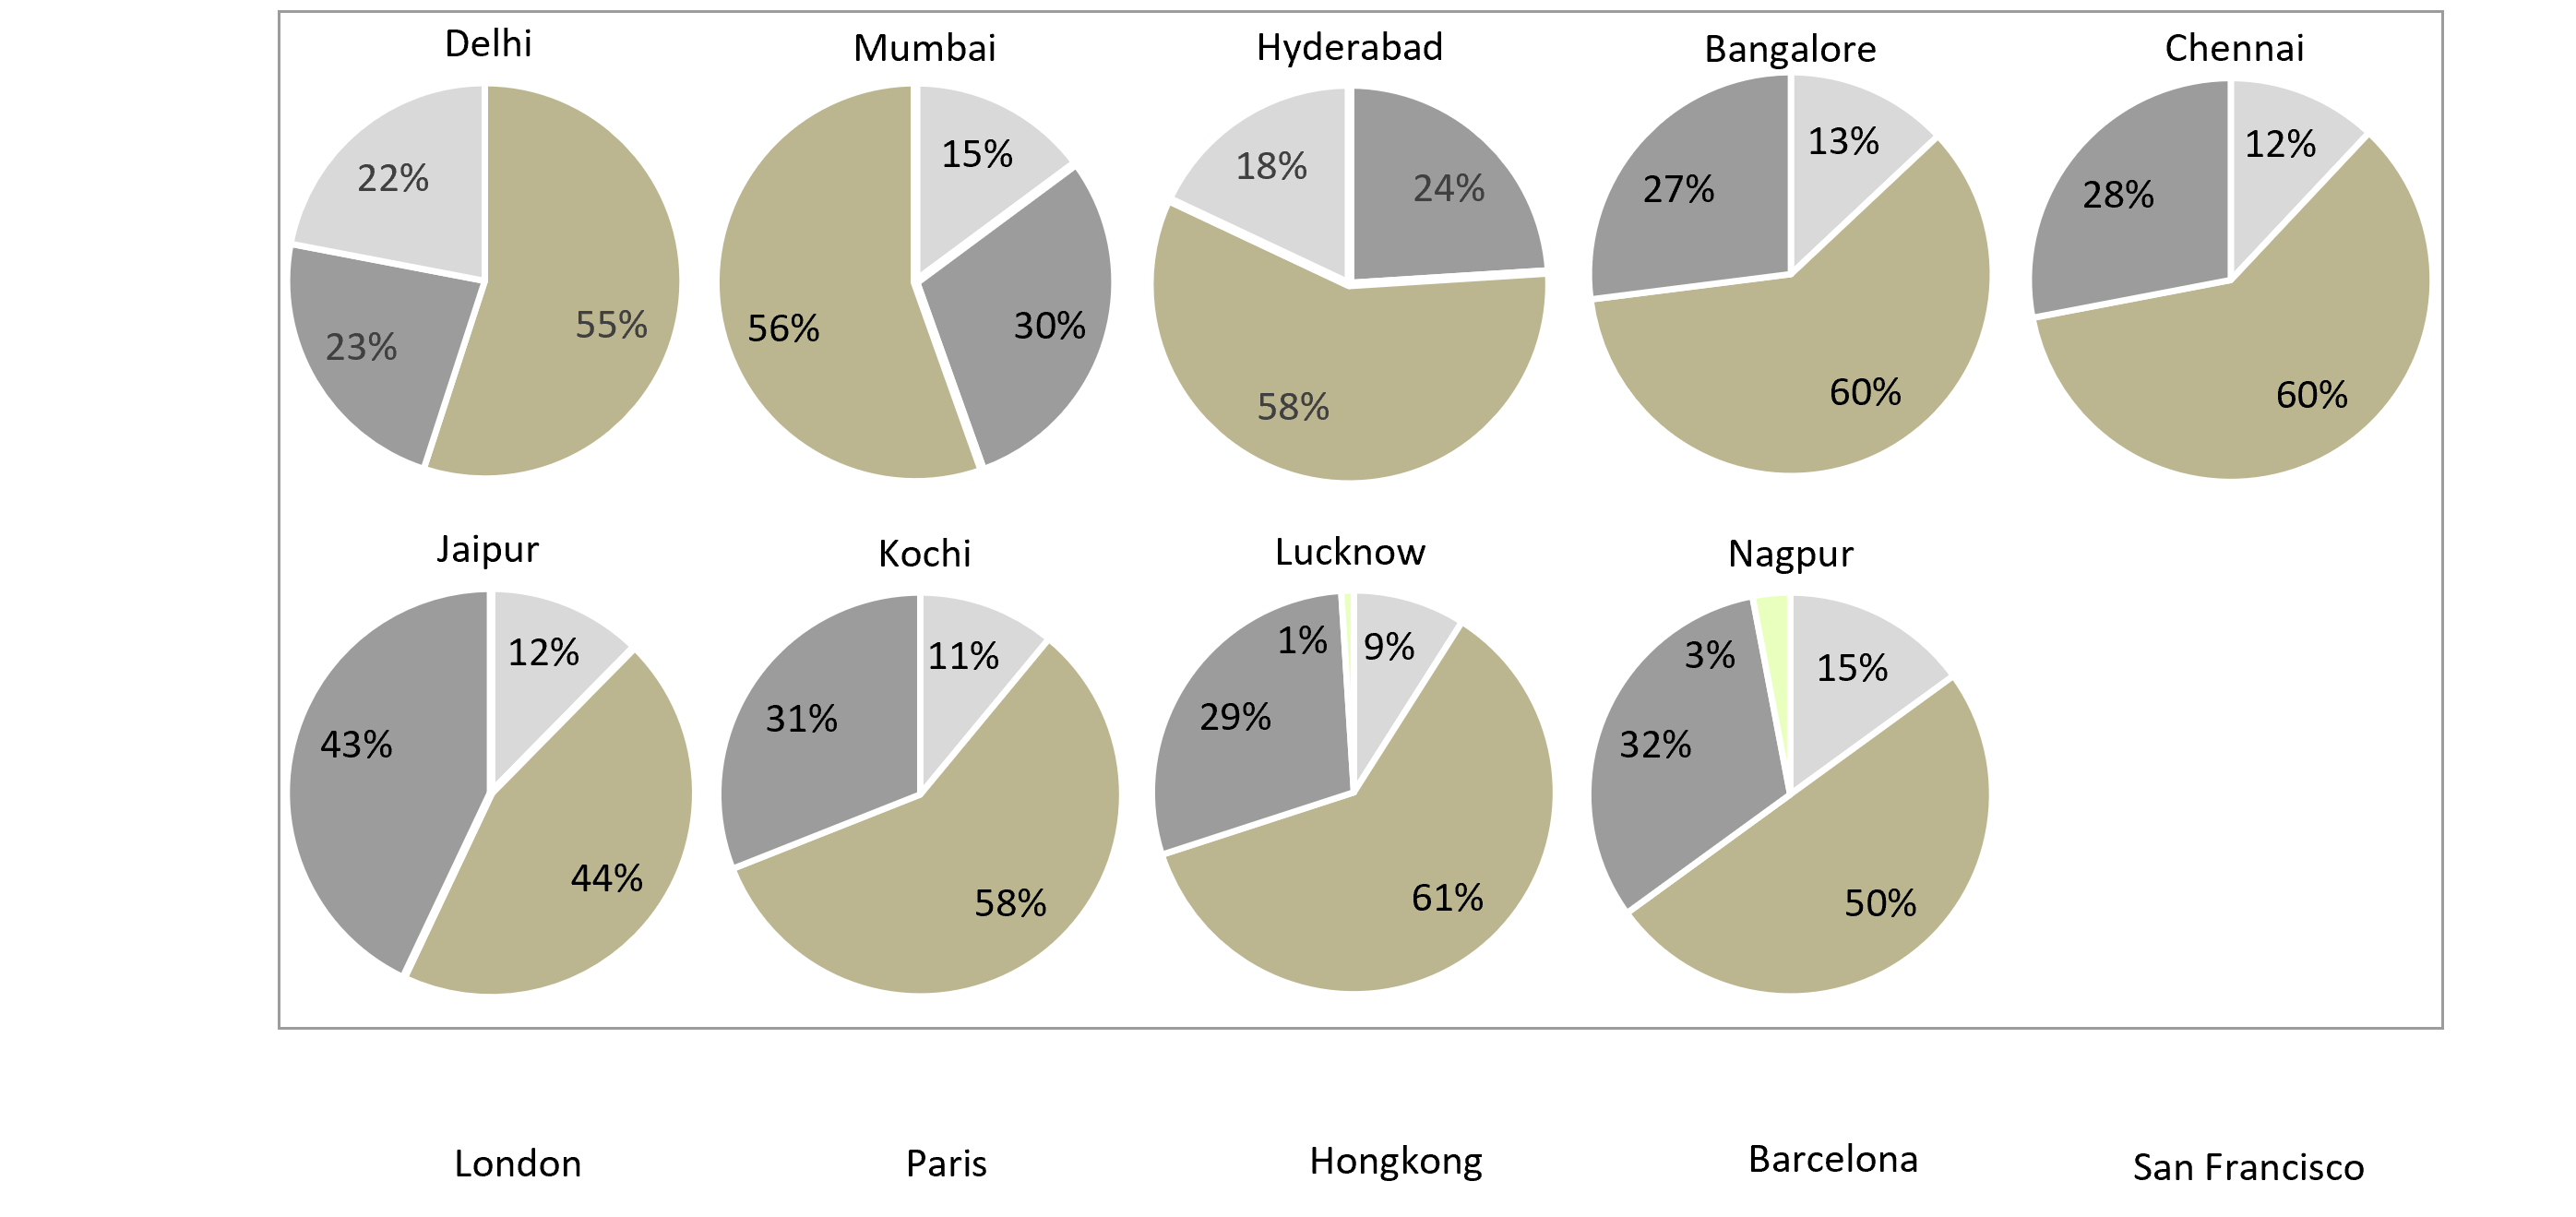 Delhi
22%
23%
55%
Mumbai
15%
56%
30%
Hyderabad
18%
24%
58%
Bangalore
13%
27%
60%
Chennai
12%
28%
60%
Jaipur
12%
43%
44%
Kochi
11%
31%
58%
Lucknow
1%
9%
29%
61%
Nagpur
3%
15%
32%
50%
London
Paris
Hongkong
Barcelona
San Francisco